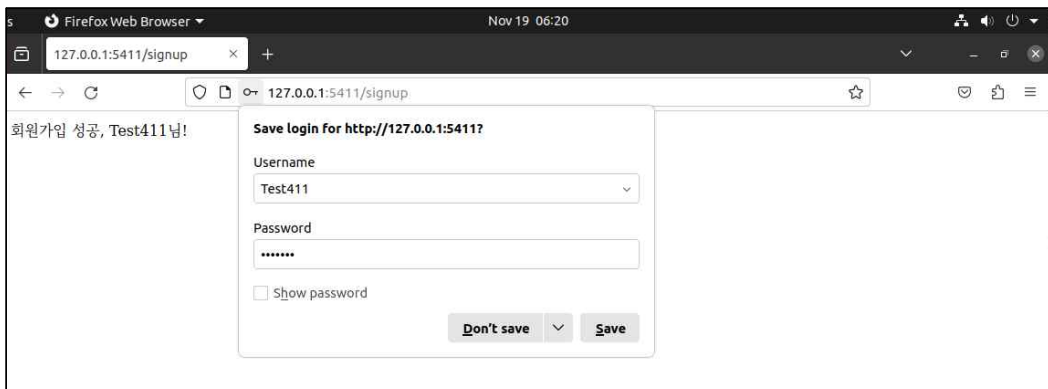 s Firefox Web Browser Nov 19 06:20
127.0.0.1:5411/signup
127.0.0.1:5411/signup
회원가입 성공, Test411님!
Save login for http://127.0.0.1:5411?
Username
Test411
Password
•••••••
Show password
Don't save Save